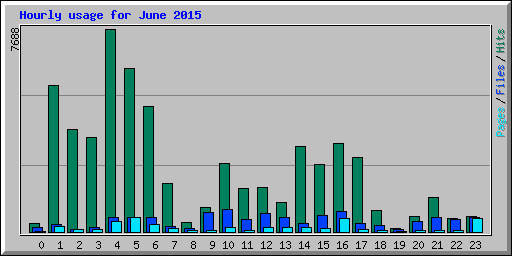 Hourly usage for June 2015
7688
Pages/Files/Hits
0 1 2 3 4 5 6 7 8 9 10 11 12 13 14 15 16 17 18 19 20 21 22 23